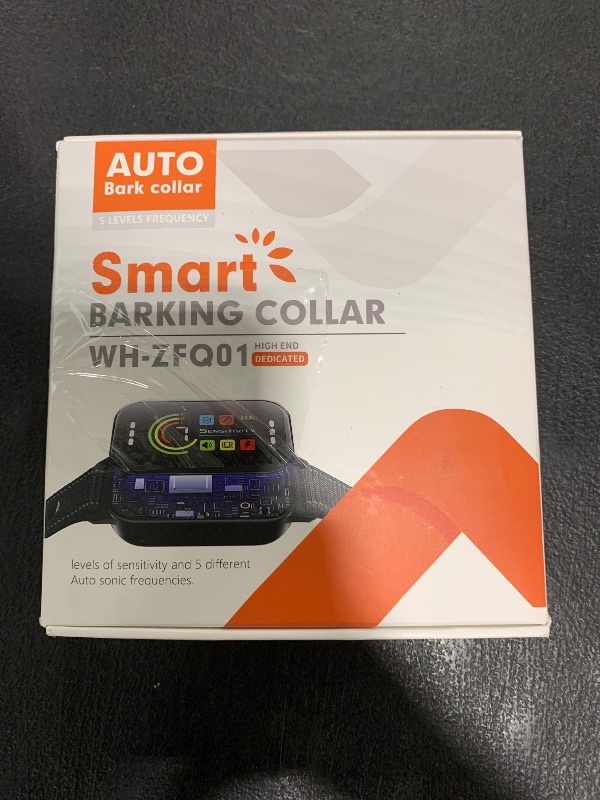 AUTO
Bark collar
5 LEVELS FREQUENCY
Smart
BARKING COLLAR
WH-ZFQ01
HIGH END
DEDICATED
SENSITIVITY
levels of sensitivity and 5 different
Auto sonic frequencies.